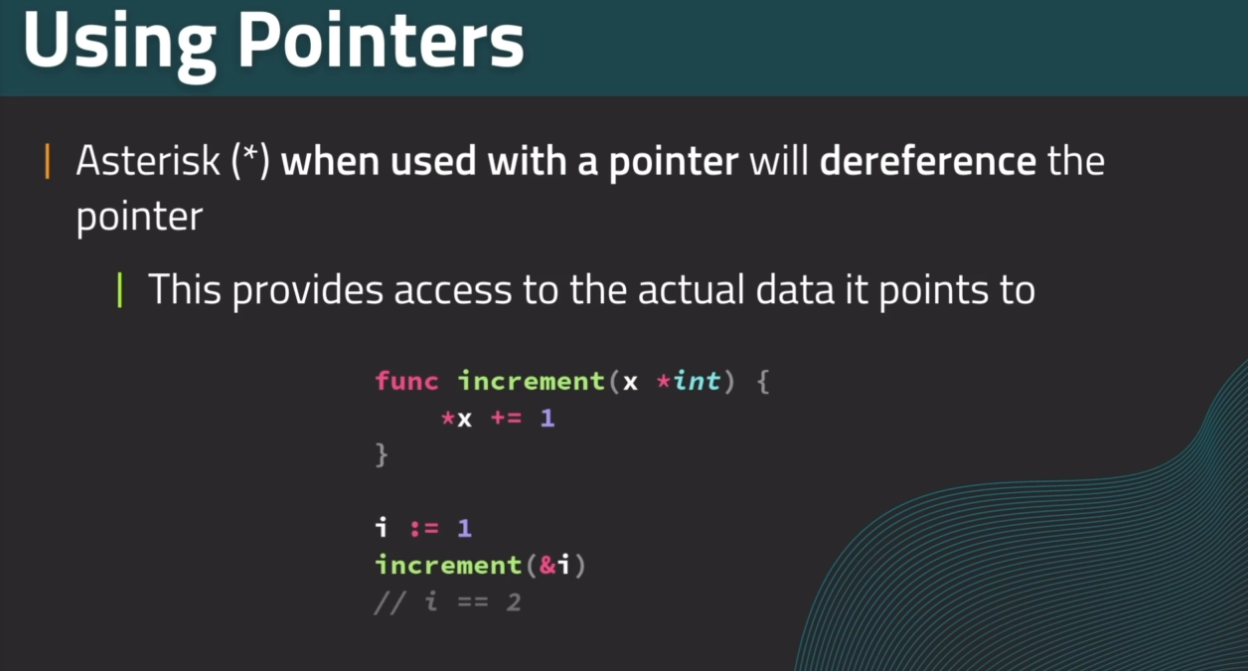 Using Pointers
Asterisk (*) when used with a pointer will dereference the
pointer
This provides access to the actual data it points to
func increment(x *int) {
    *x += 1
}
i := 1
increment(&i)
// i == 2